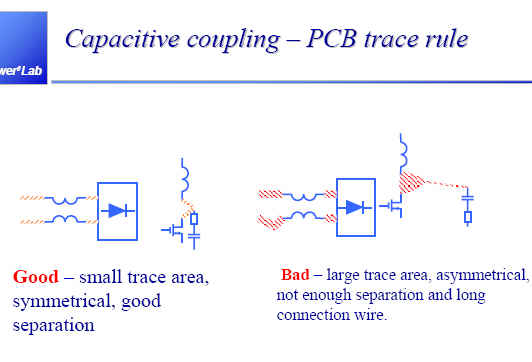 Capacitive coupling – PCB trace rule
wer®Lab
Good – small trace area,
symmetrical, good
separation
Bad – large trace area, asymmetrical,
not enough separation and long
connection wire.